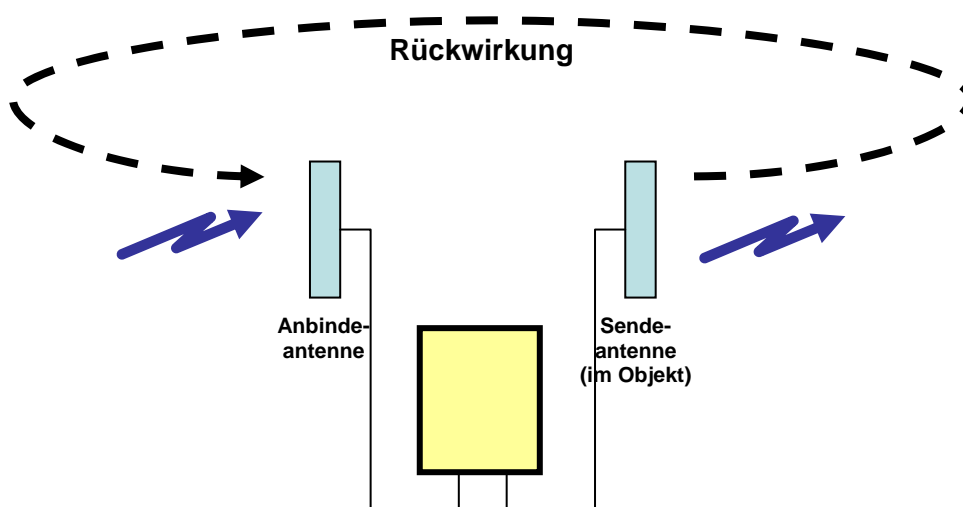 Rückwirkung
Anbinde-
antenne
Sende-
antenne
(im Objekt)